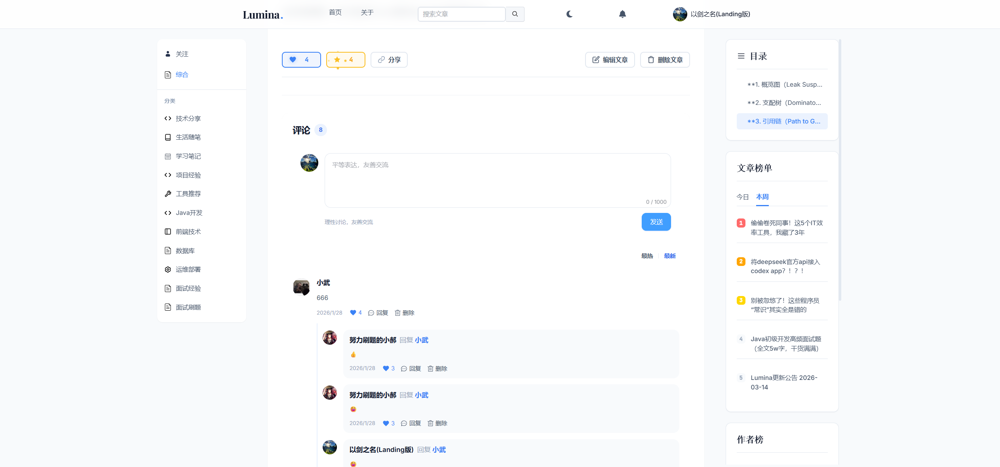 Lumina.
首页
关于
搜索文章
以剑之名(Landing版)
关注
综合
分类
技术分享
生活随笔
学习笔记
项目经验
工具推荐
Java开发
前端技术
数据库
运维部署
面试经验
面试刷题
4
4
分享
编辑文章
删除文章
评论 8
平等表达，友善交流
0 / 1000
理性讨论，友善交流
发送
最热
最新
小武
666
2026/1/28 4 回复 删除
努力刷题的小郝 回复 小武
👍
2026/1/28 3 回复 删除
努力刷题的小郝 回复 小武
😄
2026/1/28 3 回复 删除
以剑之名(Landing版) 回复 小武
😄
目录
**1. 概览图（Leak Susp...
**2. 支配树（Dominato...
**3. 引用链（Path to G...
文章榜单
今日 本周
1 偷偷卷死同事！这5个IT效
率工具，我藏了3年
2 将deepseek官方api接入
codex app？！？！
3 别被忽悠了！这些程序员
“常识”其实全是错的
4 Java初级开发高频面试题
（全文5w字，干货满满）
5 Lumina更新公告 2026-
03-14
作者榜